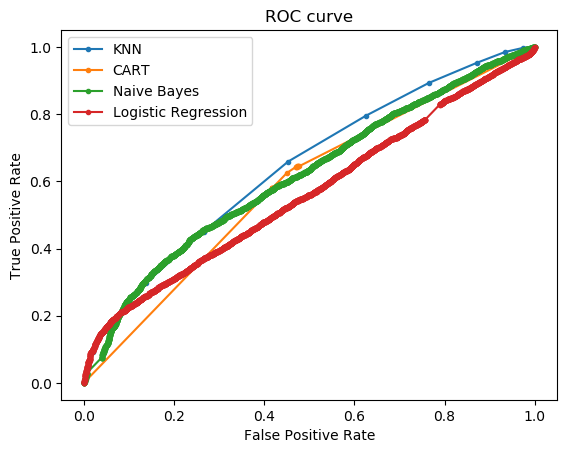 ROC curve
KNN
CART
Naive Bayes
Logistic Regression
True Positive Rate
1.0
0.8
0.6
0.4
0.2
0.0
0.0 0.2 0.4 0.6 0.8 1.0
False Positive Rate